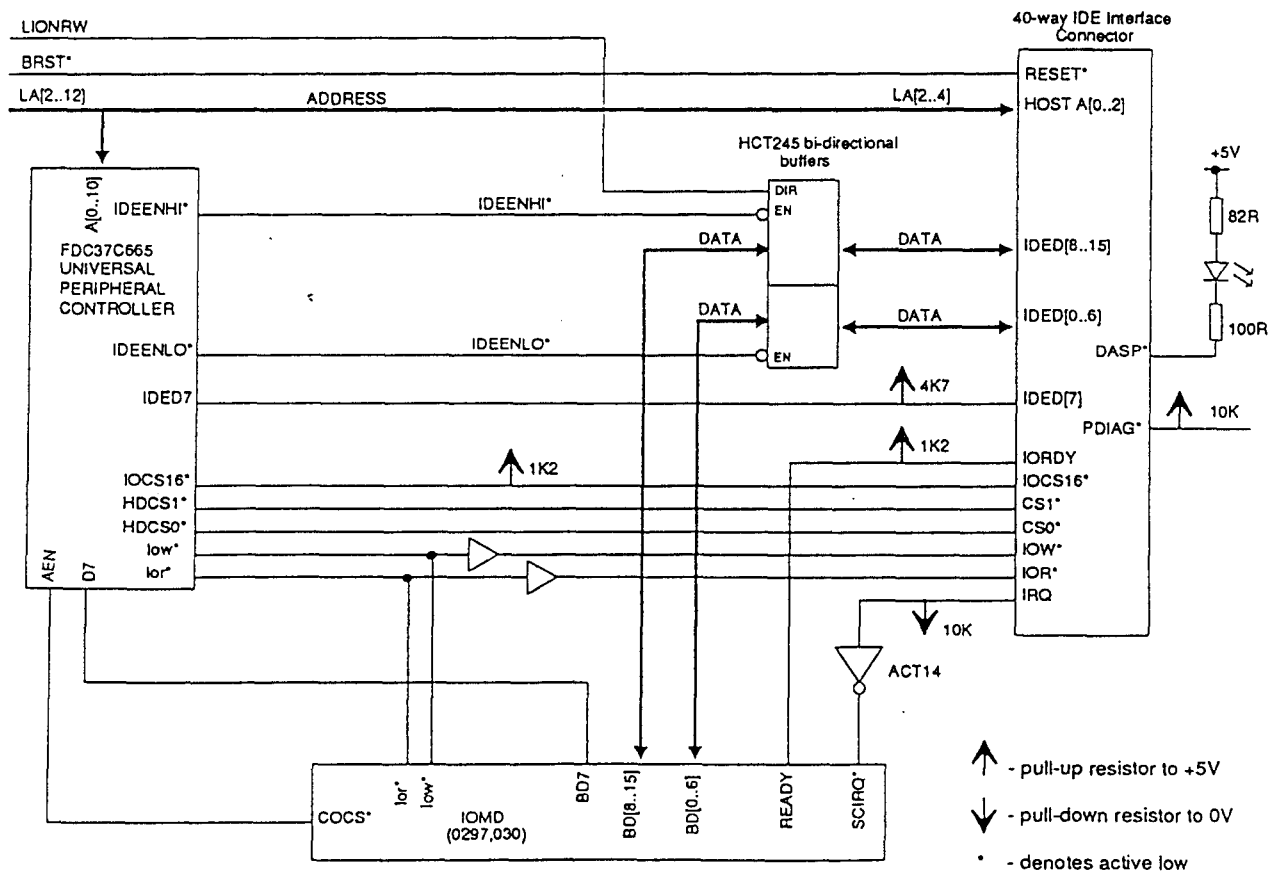 40-way IDE Interface
Connector
LIONRW
BRST*
RESET*
LA[2..12]
ADDRESS
LA[2..4]
HOST A[0..2]
HCT245 bi-directional
buffers
+5V
A[0..10]
DIR
IDEENHI*
IDEENHI*
EN
82R
DATA
DATA
IDED[8..15]
FDC37C665
UNIVERSAL
PERIPHERAL
CONTROLLER
DATA
DATA
IDED[0..6]
100R
IDEENLO*
IDEENLO*
EN
DASP*
IDED7
4K7
IDED[7]
10K
PDIAG*
1K2
IORDY
IOCS16*
1K2
IOCS16*
HDCS1*
CS1*
HDCS0*
CS0*
Iow*
IOW*
AEN
D7
Ior*
IOR*
IRQ
10K
ACT14
COCS*
Ior*
Iow*
IOMD
(0297,030)
BD7
BD[8..15]
BD[0..6]
READY
SCIRQ*
- pull-up resistor to +5V
- pull-down resistor to 0V
* - denotes active low